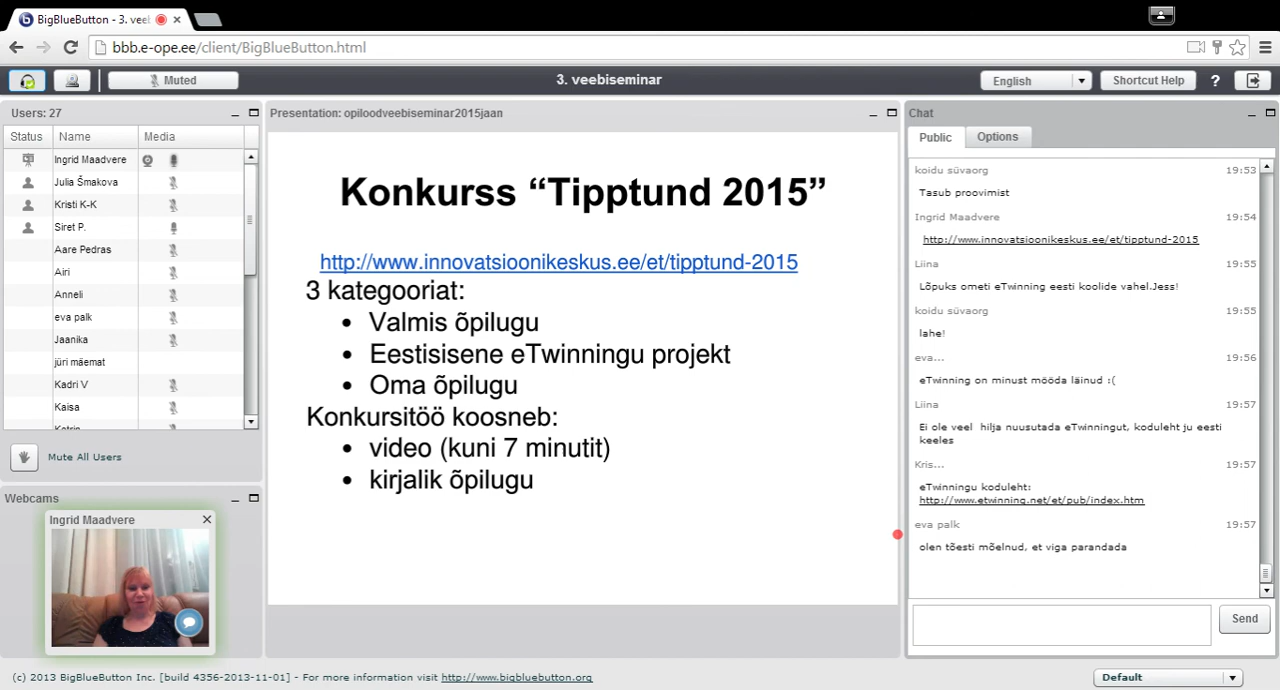 BigBlueButton - 3. veel
bbb.e-ope.ee/client/BigBlueButton.html
Muted
3. veebiseminar
English
Shortcut Help
?
Users: 27
Status Name Media
Ingrid Maadvere
Julia Šmakova
Kristi K-K
Siret P.
Aare Pedras
Airi
Anneli
eva palk
Jaanika
jüri mäemat
Kadri V
Kaisa
Katrin
Mute All Users
Webcams
Ingrid Maadvere
Presentation: opiloodveebiseminar2015jaan
Konkurss “Tipptund 2015”
http://www.innovatsioonikeskus.ee/et/tipptund-2015
3 kategooriat:
• Valmis õpilugu
• Eestisisene eTwinningu projekt
• Oma õpilugu
Konkursitöö koosneb:
• video (kuni 7 minutit)
• kirjalik õpilugu
Chat
Public Options
koidu süvaorg 19:53
Tasub proovimist
Ingrid Maadvere 19:54
http://www.innovatsioonikeskus.ee/et/tipptund-2015
Liina 19:55
Lõpuks ometi eTwinning eesti koolide vahel.Jess!
koidu süvaorg 19:55
lahe!
eva... 19:56
eTwinning on minust mööda läinud :(
Liina 19:57
Ei ole veel hilja nuusutada eTwinningut, koduleht ju eesti
keeles
Kris... 19:57
eTwinningu koduleht:
http://www.etwinning.net/et/pub/index.htm
eva palk 19:57
olen tõesti mõelnud, et viga parandada
Send
(c) 2013 BigBlueButton Inc. [build 4356-2013-11-01] - For more information visit http://www.bigbluebutton.org
Default